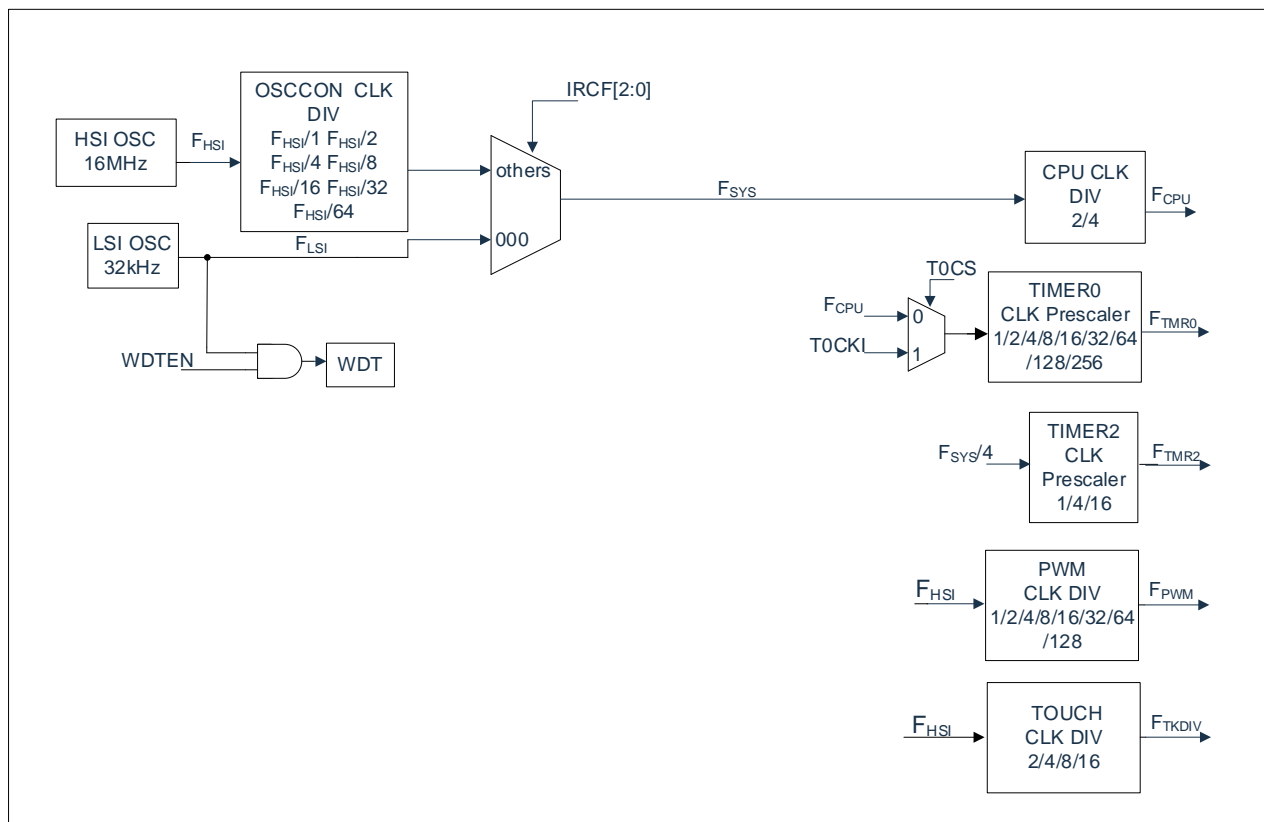 IRCF[2:0]
HSI OSC
16MHz
FHSI
OSCCON CLK
DIV
FHSI/1 FHSI/2
FHSI/4 FHSI/8
FHSI/16 FHSI/32
FHSI/64
others
000
FSYS
CPU CLK
DIV
2/4
FCPU
LSI OSC
32kHz
FLSI
WDTEN
WDT
T0CS
FCPU
T0CKI
0
1
TIMER0
CLK Prescaler
1/2/4/8/16/32/64
/128/256
FTMR0
FSYS/4
TIMER2
CLK
Prescaler
1/4/16
FTMR2
FHSI
PWM
CLK DIV
1/2/4/8/16/32/64
/128
FPWM
FHSI
TOUCH
CLK DIV
2/4/8/16
FTKDIV